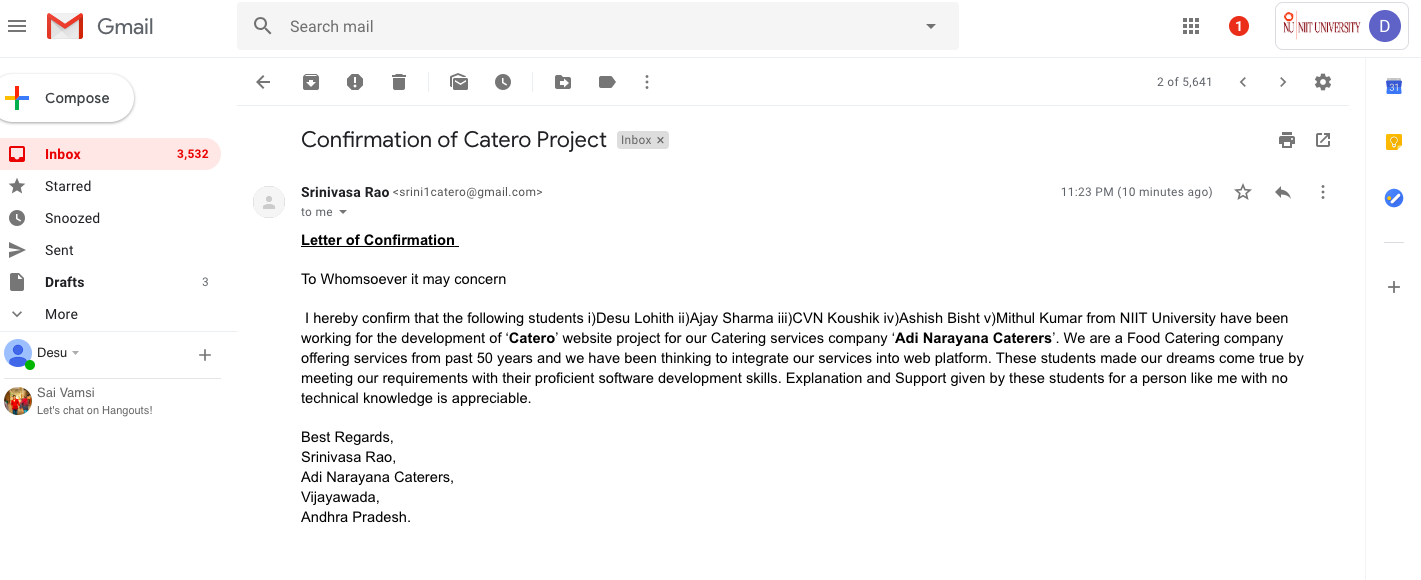 Gmail
Search mail
1
NU NIIT UNIVERSITY
D
Compose
2 of 5,641
31
Confirmation of Catero Project
Inbox ×
Inbox 3,532
Starred
Snoozed
Sent
Drafts 3
More
Desu
Sai Vamsi
Let's chat on Hangouts!
Srinivasa Rao <srini1catero@gmail.com>
11:23 PM (10 minutes ago)
to me
Letter of Confirmation
To Whomsoever it may concern
I hereby confirm that the following students i)Desu Lohith ii)Ajay Sharma iii)CVN Koushik iv)Ashish Bisht v)Mithul Kumar from NIIT University have been
working for the development of ‘Catero’ website project for our Catering services company ‘Adi Narayana Caterers’. We are a Food Catering company
offering services from past 50 years and we have been thinking to integrate our services into web platform. These students made our dreams come true by
meeting our requirements with their proficient software development skills. Explanation and Support given by these students for a person like me with no
technical knowledge is appreciable.
Best Regards,
Srinivasa Rao,
Adi Narayana Caterers,
Vijayawada,
Andhra Pradesh.